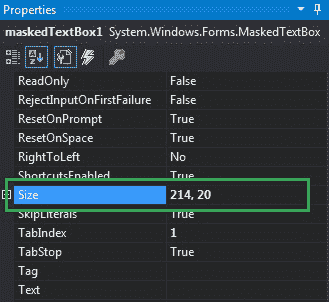 Properties
maskedTextBox1 System.Windows.Forms.MaskedTextBox
ReadOnly False
RejectInputOnFirstFailure False
ResetOnPrompt True
ResetOnSpace True
RightToLeft No
ShortcutsEnabled True
Size 214, 20
SkipLiterals True
TabIndex 1
TabStop True
Tag
Text